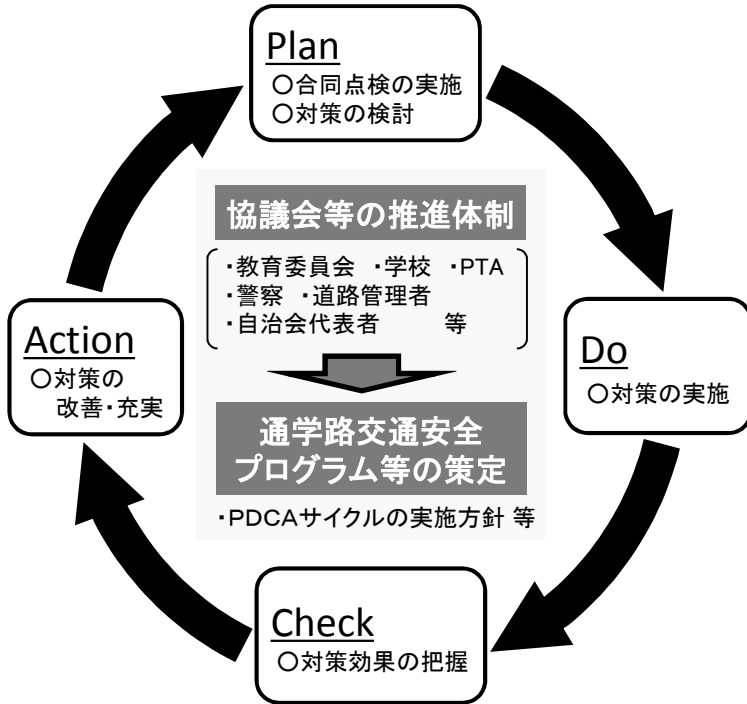 Plan
○合同点検の実施
○対策の検討
協議会等の推進体制
・教育委員会 ・学校 ・PTA
・警察 ・道路管理者
・自治会代表者 等
通学路交通安全
プログラム等の策定
・PDCAサイクルの実施方針 等
Do
○対策の実施
Check
○対策効果の把握
Action
○対策の
改善・充実